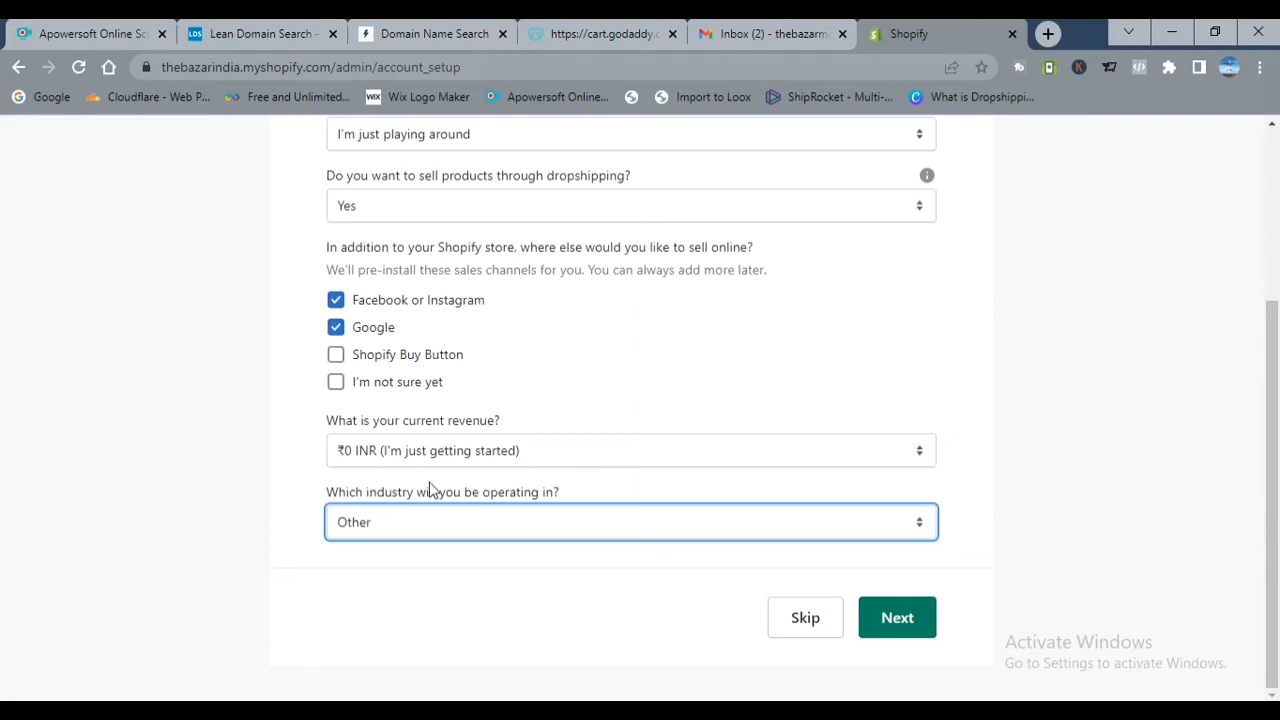 Apowersoft Online Sc
Lean Domain Search -
Domain Name Search
https://cart.godaddy.c
Inbox (2) - thebazarm
Shopify
thebazarindia.myshopify.com/admin/account_setup
Google
Cloudflare - Web P...
Free and Unlimited...
WIX Wix Logo Maker
Apowersoft Online...
Import to Loox
ShipRocket - Multi-...
What is Dropshippi...
I'm just playing around
Do you want to sell products through dropshipping?
Yes
In addition to your Shopify store, where else would you like to sell online?
We'll pre-install these sales channels for you. You can always add more later.
Facebook or Instagram
Google
Shopify Buy Button
I'm not sure yet
What is your current revenue?
₹0 INR (I'm just getting started)
Which industry will you be operating in?
Other
Skip
Next
Activate Windows
Go to Settings to activate Windows.